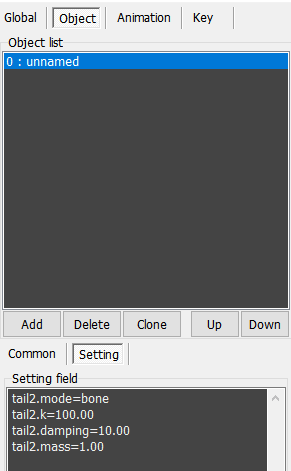 Global Object Animation Key
Object list
0 : unnamed
Add Delete Clone Up Down
Common Setting
Setting field
tail2.mode=bone
tail2.k=100.00
tail2.damping=10.00
tail2.mass=1.00